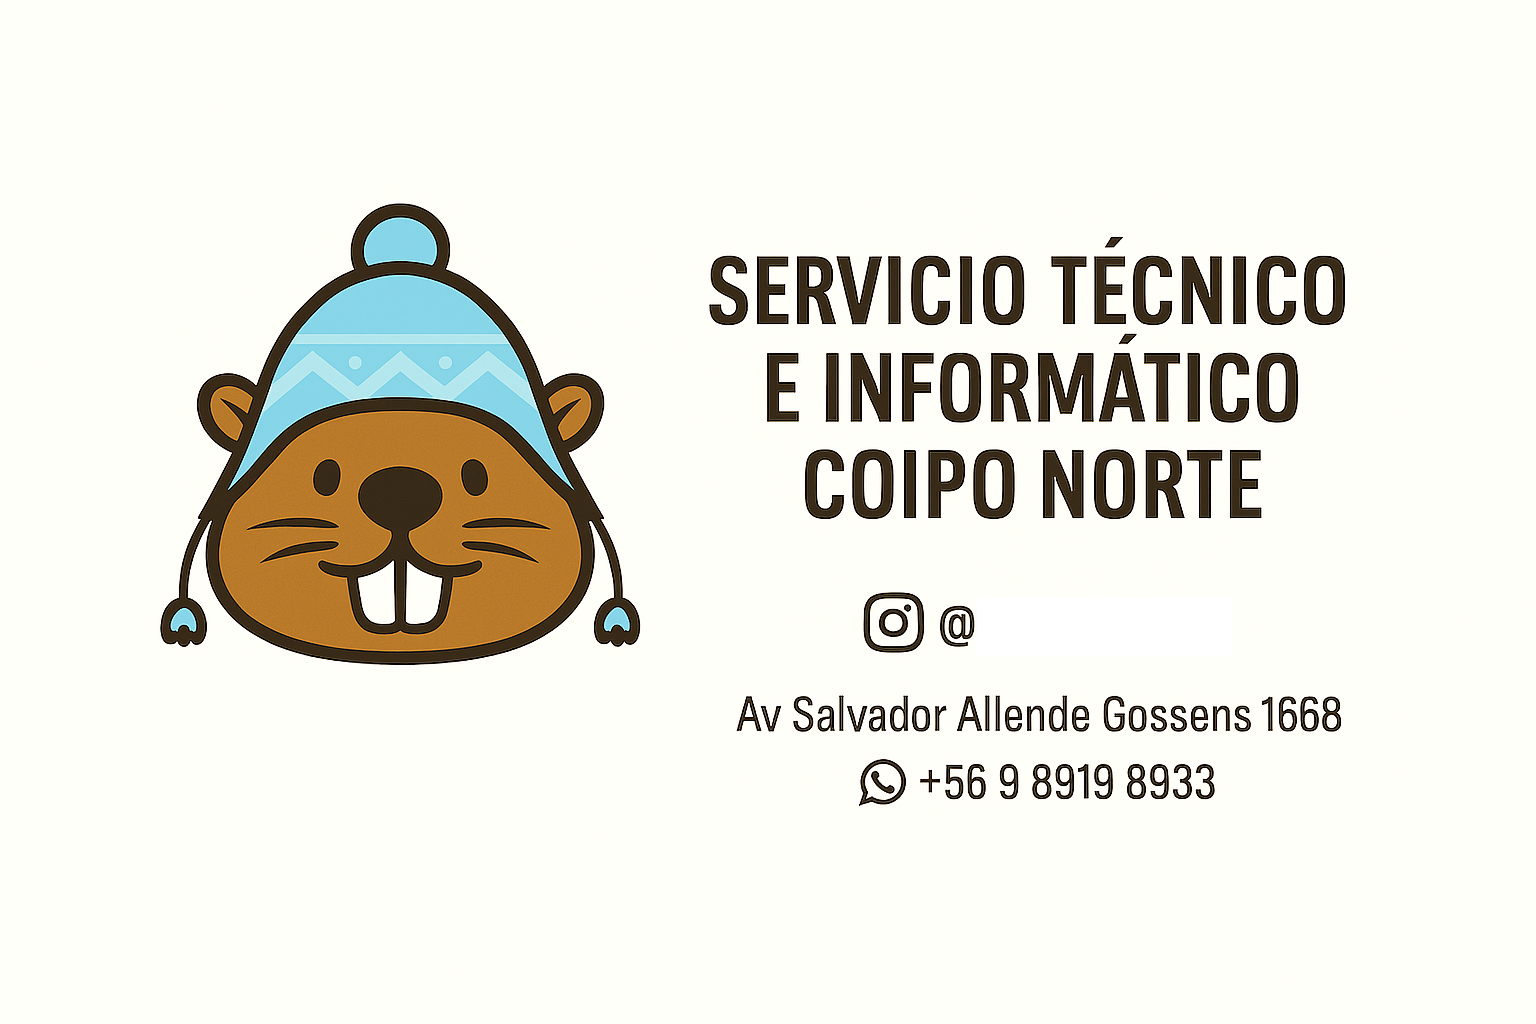 SERVICIO TÉCNICO
E INFORMÁTICO
COIPO NORTE
@
Av Salvador Allende Gossens 1668
+56 9 8919 8933